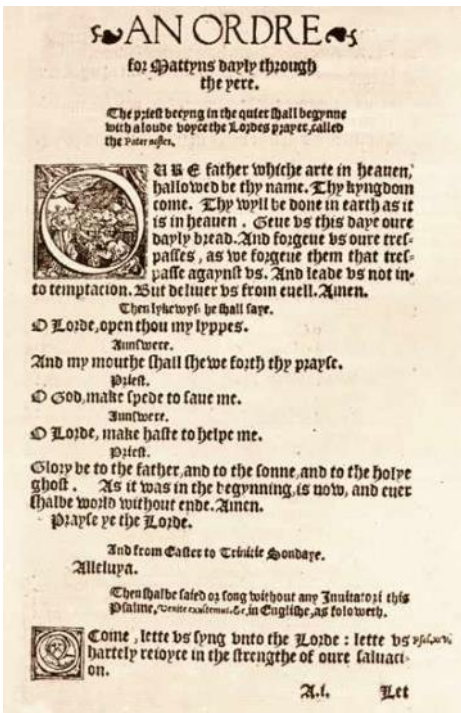 AN ORDRE
for Mattyns dayly through
the yere.
The priest beeyng in the quier shall begynne
with a loude voyce the Lordes prayer, called
the Pater noster.
OURE father whiche arte in heauen,
hallowed be thy name. Thy kyngdom
come. Thy wyll be done in earth as it
is in heauen. Geue vs this daye oure
dayly bread. And forgeue vs oure tres-
passes, as we forgeue them that tres-
passe agaynst vs. And leade vs not in-
to temptacion. But deliuer vs from euell. Amen.
Then lykewyse he shall saye.
O Lorde, open thou my lyppes.
Aunswere.
And my mouthe shall shewe forth thy prayse.
Priest.
O God, make spede to saue me.
Aunswere.
O Lorde, make haste to helpe me.
Priest.
Glory be to the father, and to the sonne, and to the holye
ghost. As it was in the begynning, is now, and euer
shalbe world without ende. Amen.
Prayse ye the Lorde.
And from Easter to Trinitie Sondaye.
Alleluya.
Then shalbe saied or song without any Inuitatori this
Psalme, Venite exultemus. &c. in Englishe, as foloweth.
O Come, lette vs syng vnto the Lorde: lette vs
hartely reioyce in the strengthe of oure saluaci-
on.
A.i. Let